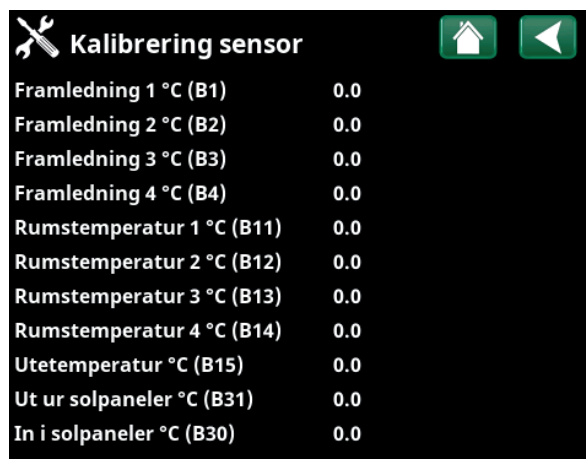 Kalibrering sensor
Framledning 1 °C (B1) 0.0
Framledning 2 °C (B2) 0.0
Framledning 3 °C (B3) 0.0
Framledning 4 °C (B4) 0.0
Rumstemperatur 1 °C (B11) 0.0
Rumstemperatur 2 °C (B12) 0.0
Rumstemperatur 3 °C (B13) 0.0
Rumstemperatur 4 °C (B14) 0.0
Utetemperatur °C (B15) 0.0
Ut ur solpaneler °C (B31) 0.0
In i solpaneler °C (B30) 0.0